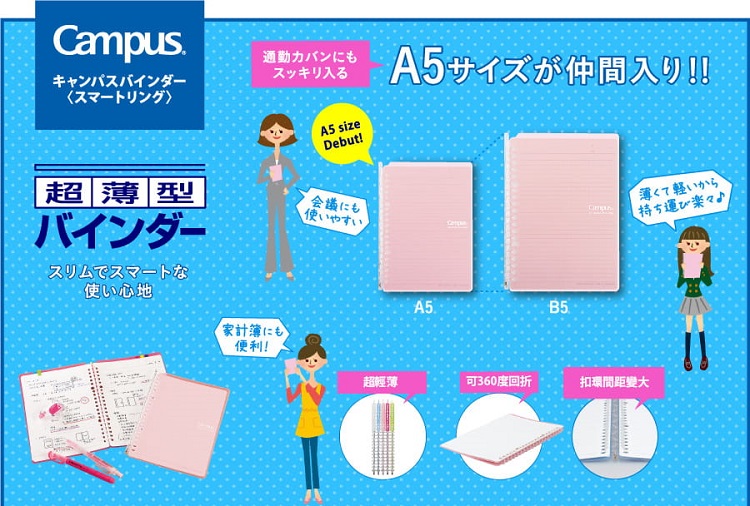 Campus®
キャンパスバインダー
〈スマートリング〉
通勤カバンにも
スッキリ入る
A5サイズが仲間入り!!
A5 size
Debut!
超薄型
バインダー
スリムでスマートな
使い心地
会議にも
使いやすい
Campus
Campus
薄くて軽いから
持ち運び楽々♪
A5
B5
家計簿にも
便利!
超輕薄
可360度回折
扣環間距變大